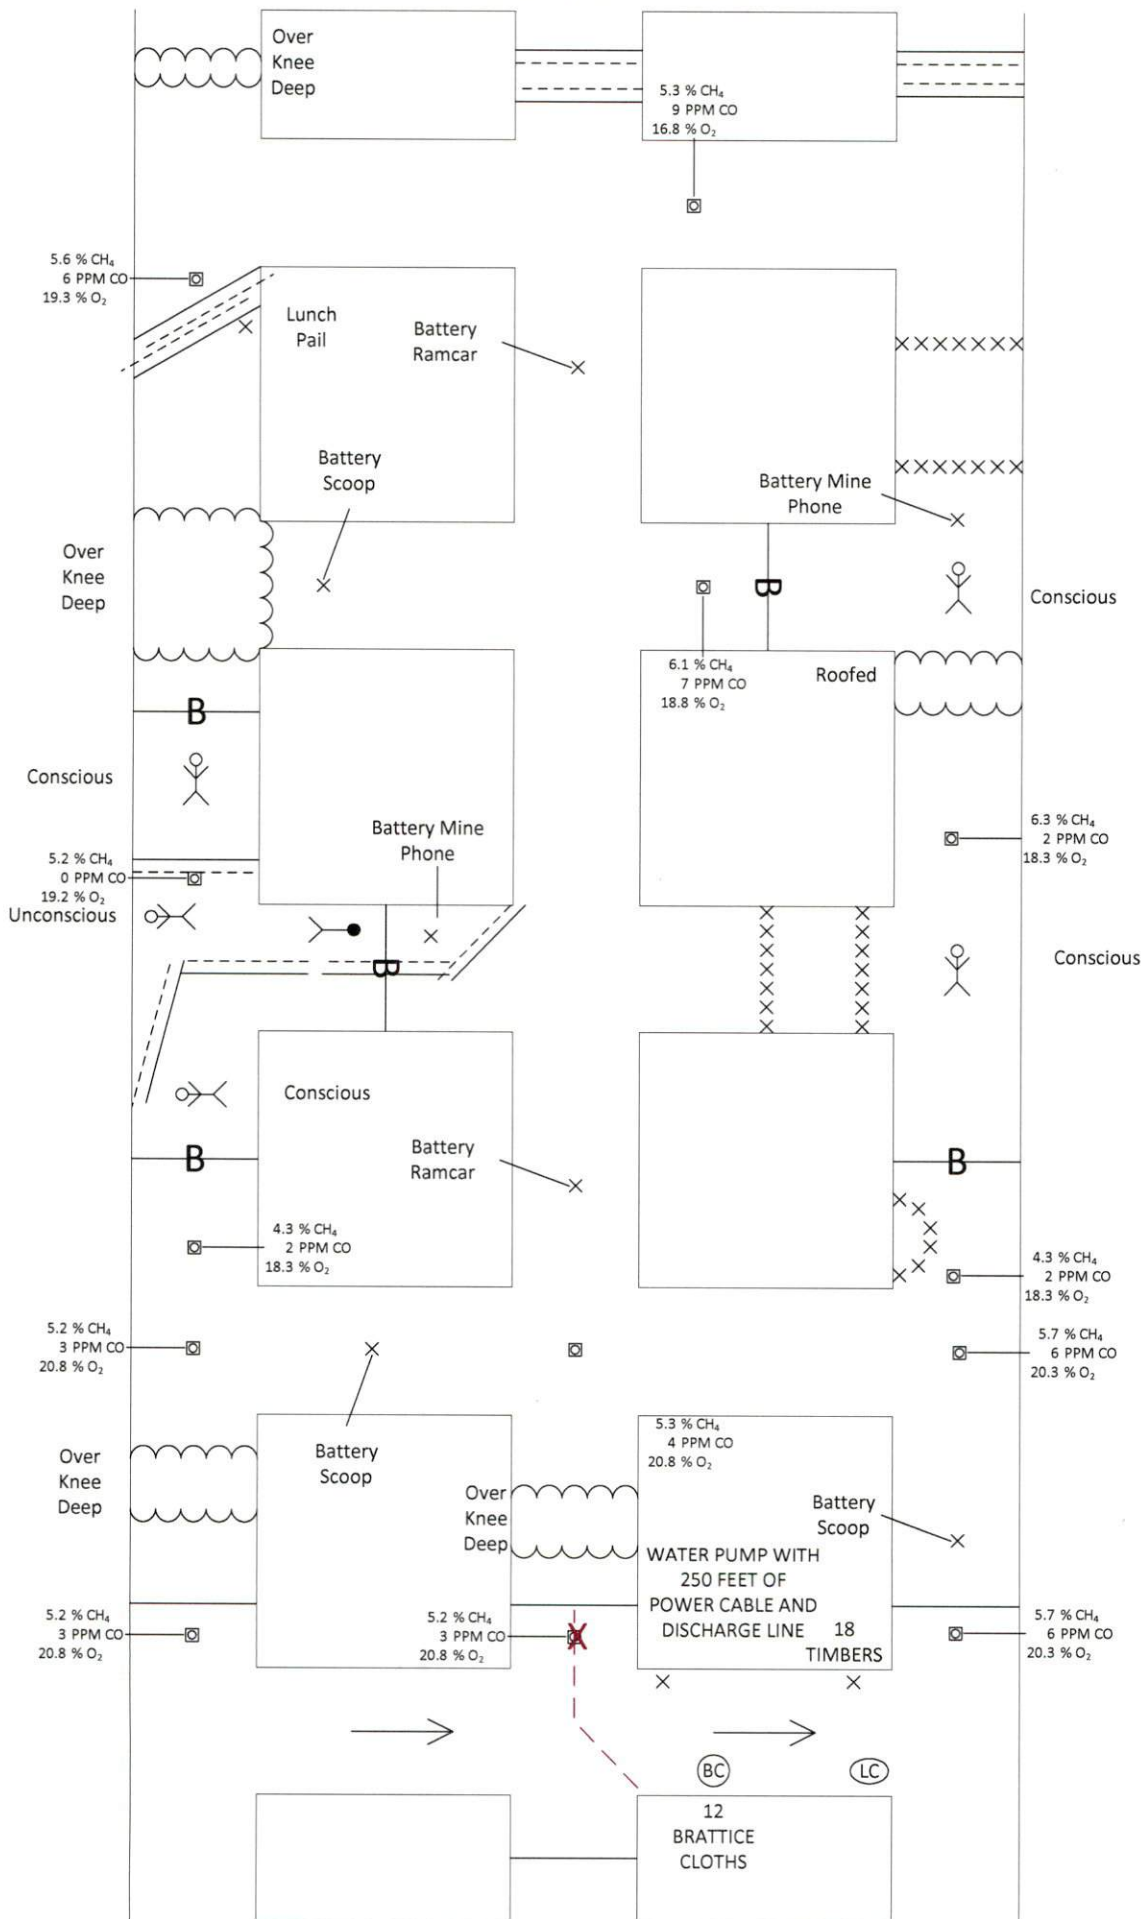 Over
Knee
Deep
5.3 % CH₄
9 PPM CO
16.8 % O₂
5.6 % CH₄
6 PPM CO
19.3 % O₂
Lunch
Pail
Battery
Ramcar
Battery
Scoop
Battery Mine
Phone
Over
Knee
Deep
B
Conscious
6.1 % CH₄
7 PPM CO
18.8 % O₂
Roofed
B
Conscious
Battery Mine
Phone
6.3 % CH₄
2 PPM CO
18.3 % O₂
5.2 % CH₄
0 PPM CO
19.2 % O₂
Unconscious
B
Conscious
Conscious
Battery
Ramcar
B
B
4.3 % CH₄
2 PPM CO
18.3 % O₂
4.3 % CH₄
2 PPM CO
18.3 % O₂
5.2 % CH₄
3 PPM CO
20.8 % O₂
5.7 % CH₄
6 PPM CO
20.3 % O₂
Over
Knee
Deep
Battery
Scoop
5.3 % CH₄
4 PPM CO
20.8 % O₂
Over
Knee
Deep
Battery
Scoop
WATER PUMP WITH
250 FEET OF
POWER CABLE AND
DISCHARGE LINE
18
TIMBERS
5.2 % CH₄
3 PPM CO
20.8 % O₂
5.2 % CH₄
3 PPM CO
20.8 % O₂
5.7 % CH₄
6 PPM CO
20.3 % O₂
BC
LC
12
BRATTICE
CLOTHS